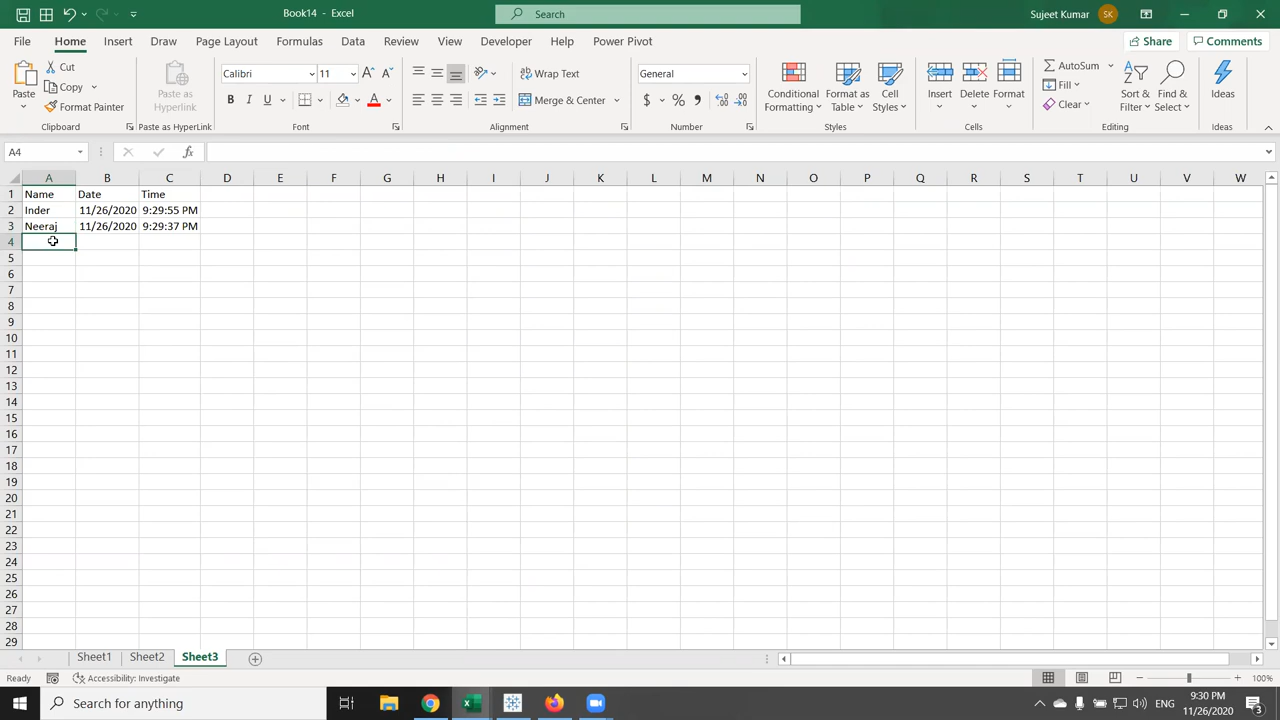 Book14 - Excel
Search
Sujeet Kumar
SK
File Home Insert Draw Page Layout Formulas Data Review View Developer Help Power Pivot
Share
Comments
Paste
Cut
Copy
Format Painter
Clipboard
Paste as
Hyperlink
Paste as HyperLink
Calibri
11
B I U
Font
Wrap Text
Merge & Center
Alignment
General
$ % ,
Number
Conditional
Formatting
Format as
Table
Cell
Styles
Styles
Insert
Delete
Format
Cells
AutoSum
Fill
Clear
Sort &
Filter
Find &
Select
Editing
Ideas
Ideas
A4
fx
A B C D E F G H I J K L M N O P Q R S T U V W
1 Name Date Time
2 Inder 11/26/2020 9:29:55 PM
3 Neeraj 11/26/2020 9:29:37 PM
4
5
6
7
8
9
10
11
12
13
14
15
16
17
18
19
20
21
22
23
24
25
26
27
28
29
Sheet1 Sheet2 Sheet3
Ready
Accessibility: Investigate
100%
Search for anything
ENG
9:30 PM
11/26/2020
3